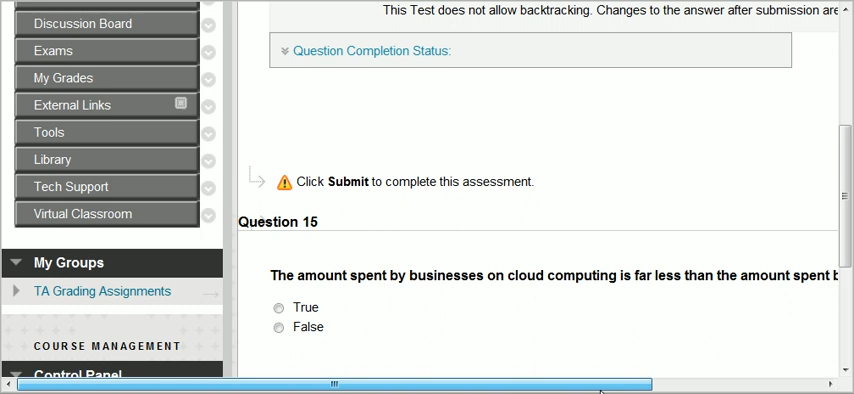 Discussion Board
Exams
My Grades
External Links
Tools
Library
Tech Support
Virtual Classroom
My Groups
TA Grading Assignments
COURSE MANAGEMENT
Control Panel
This Test does not allow backtracking. Changes to the answer after submission are
Question Completion Status:
Click Submit to complete this assessment.
Question 15
The amount spent by businesses on cloud computing is far less than the amount spent b
True
False